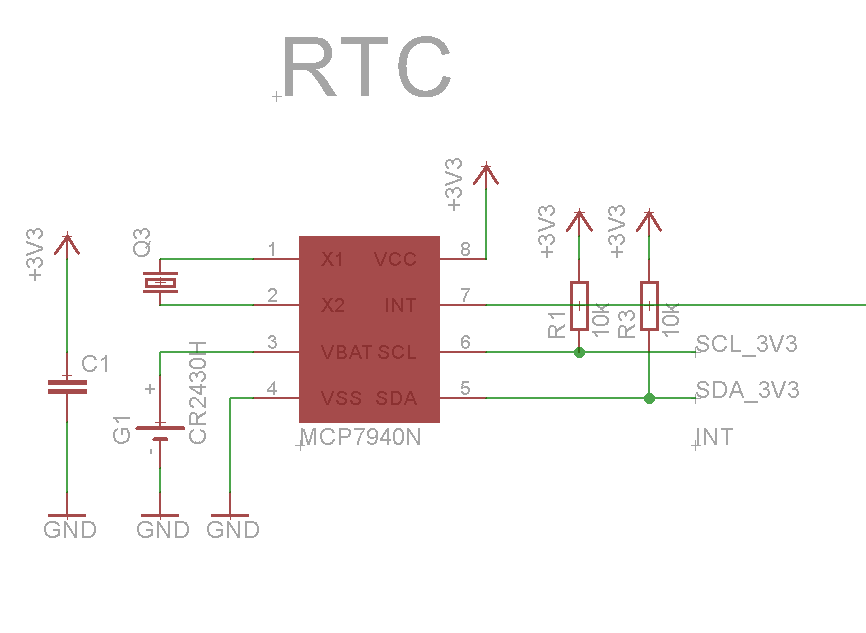 RTC
+3V3
+3V3
+3V3
+3V3
Q3
1
X1
VCC
8
2
X2
INT
7
R1
10k
R3
10k
3
VBAT
SCL
6
SCL_3V3
C1
+
4
VSS
SDA
5
SDA_3V3
G1
-
CR2430H
MCP7940N
INT
GND
GND
GND